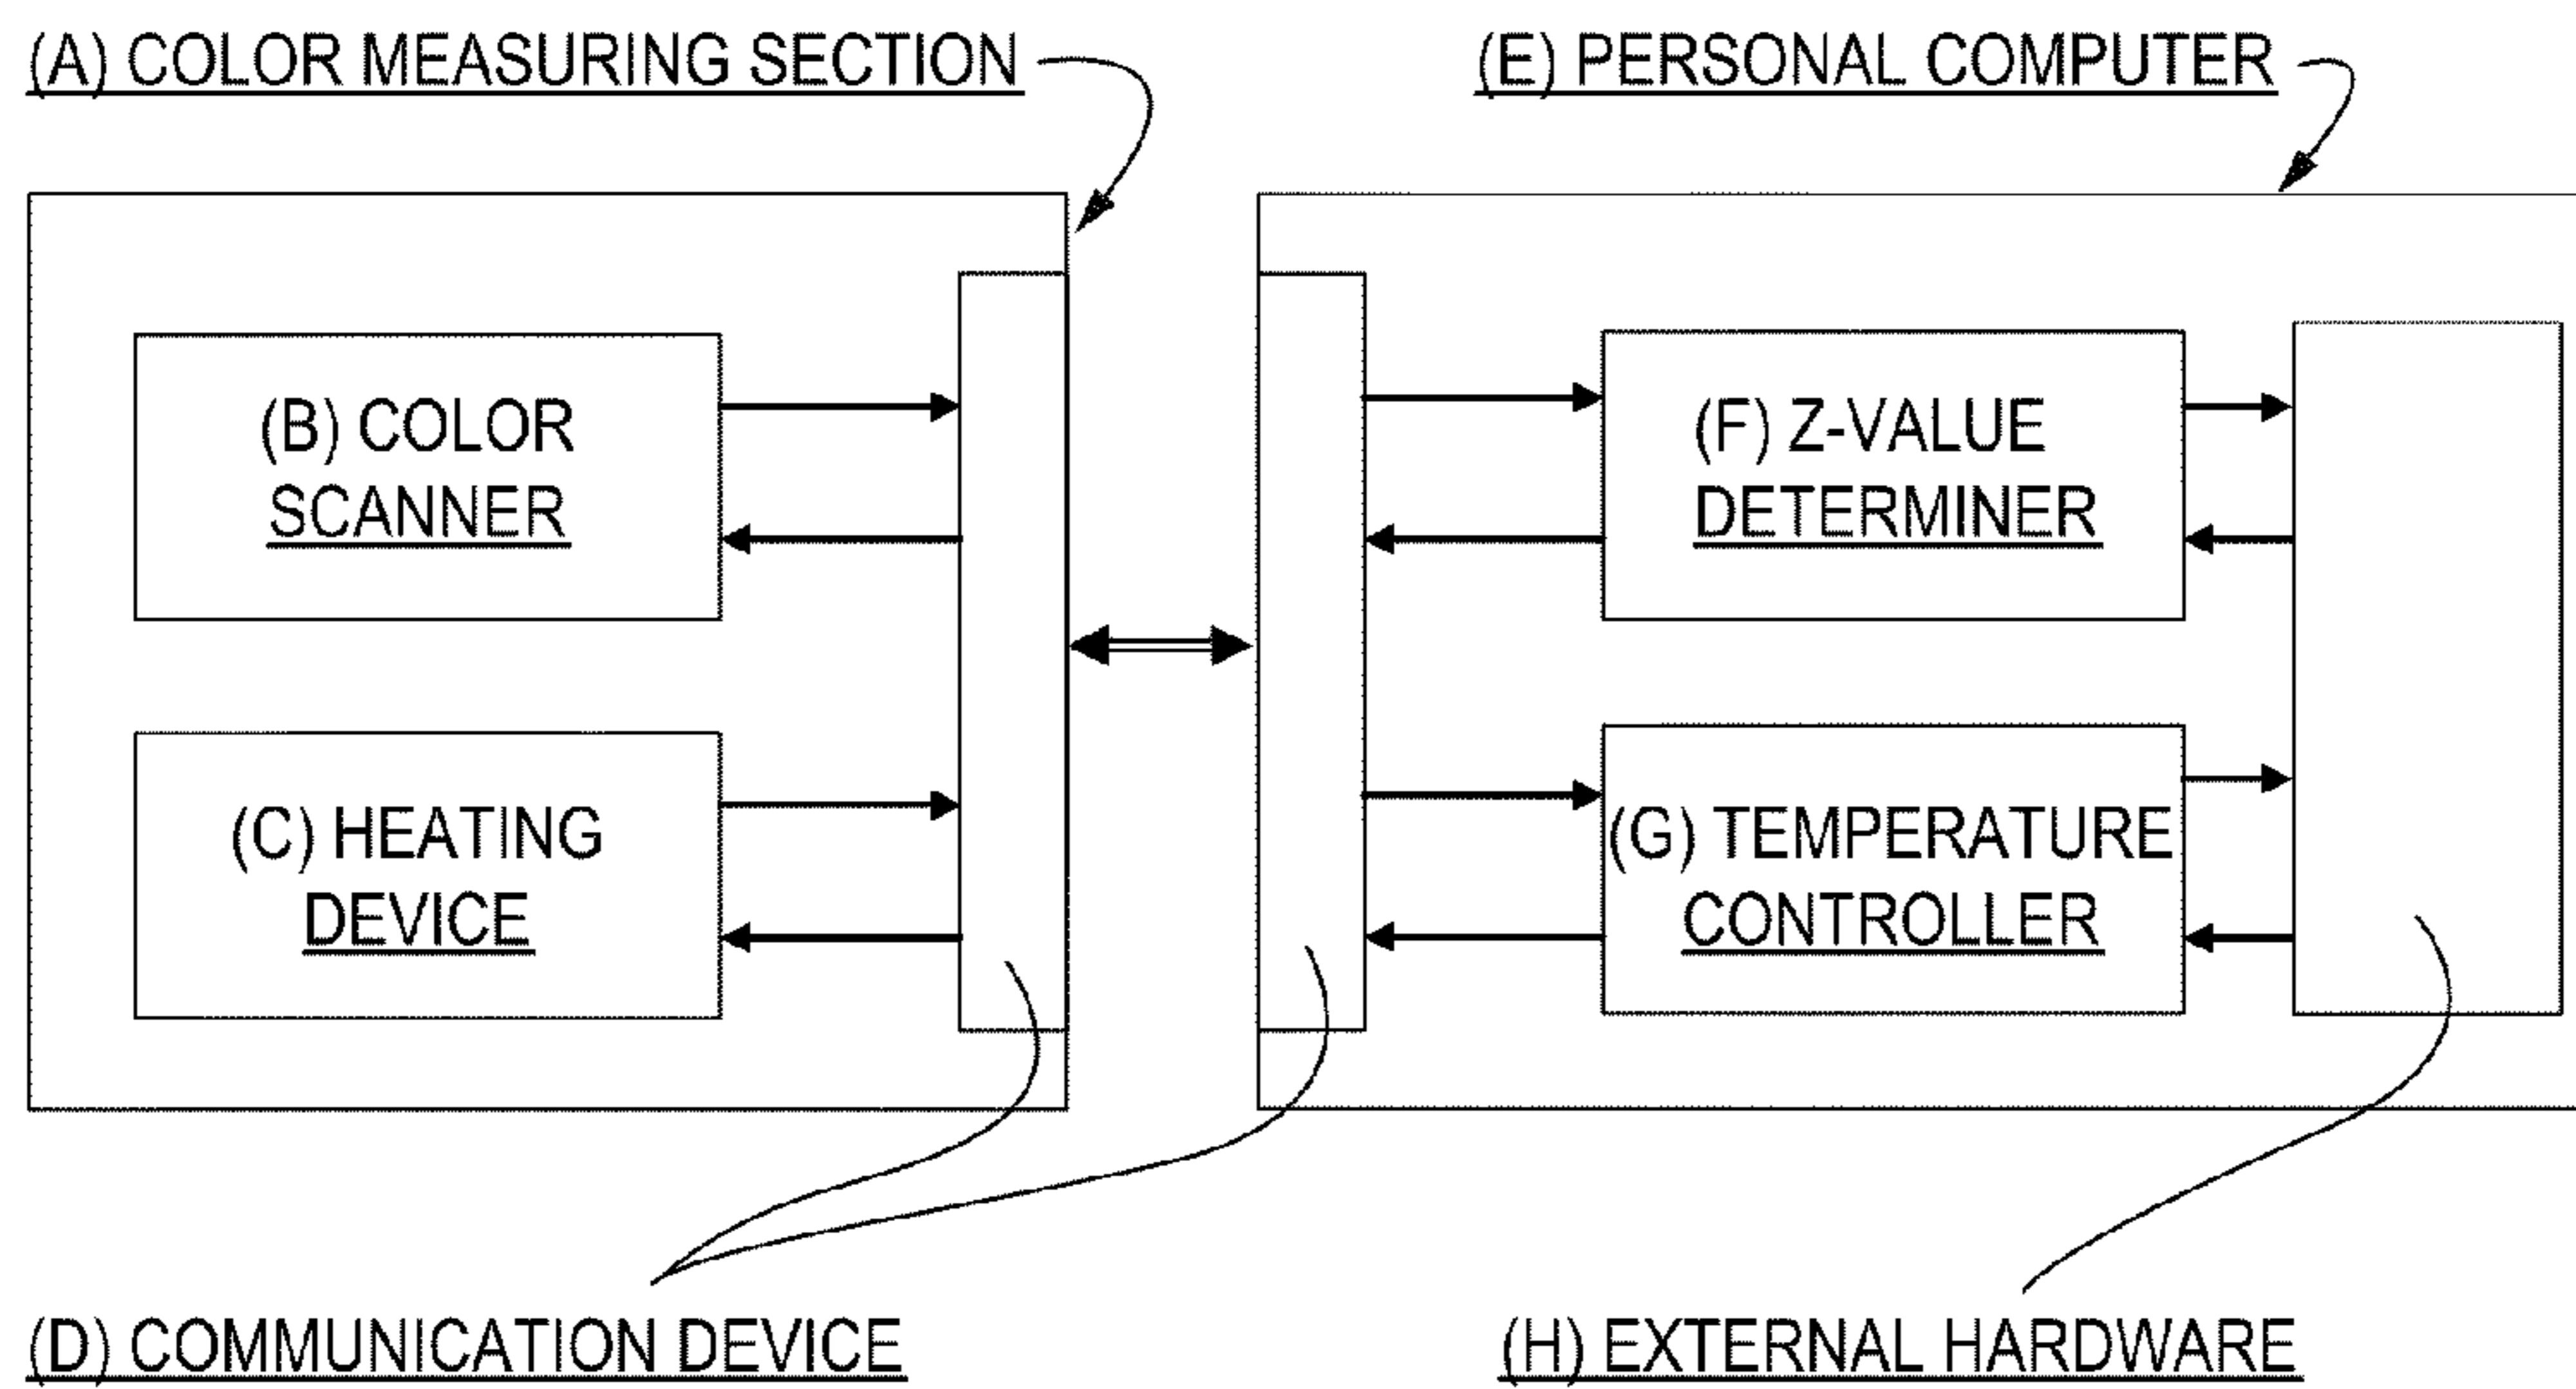 (A) COLOR MEASURING SECTION
(E) PERSONAL COMPUTER
(B) COLOR
SCANNER
(F) Z-VALUE
DETERMINER
(C) HEATING
DEVICE
(G) TEMPERATURE
CONTROLLER
(D) COMMUNICATION DEVICE
(H) EXTERNAL HARDWARE